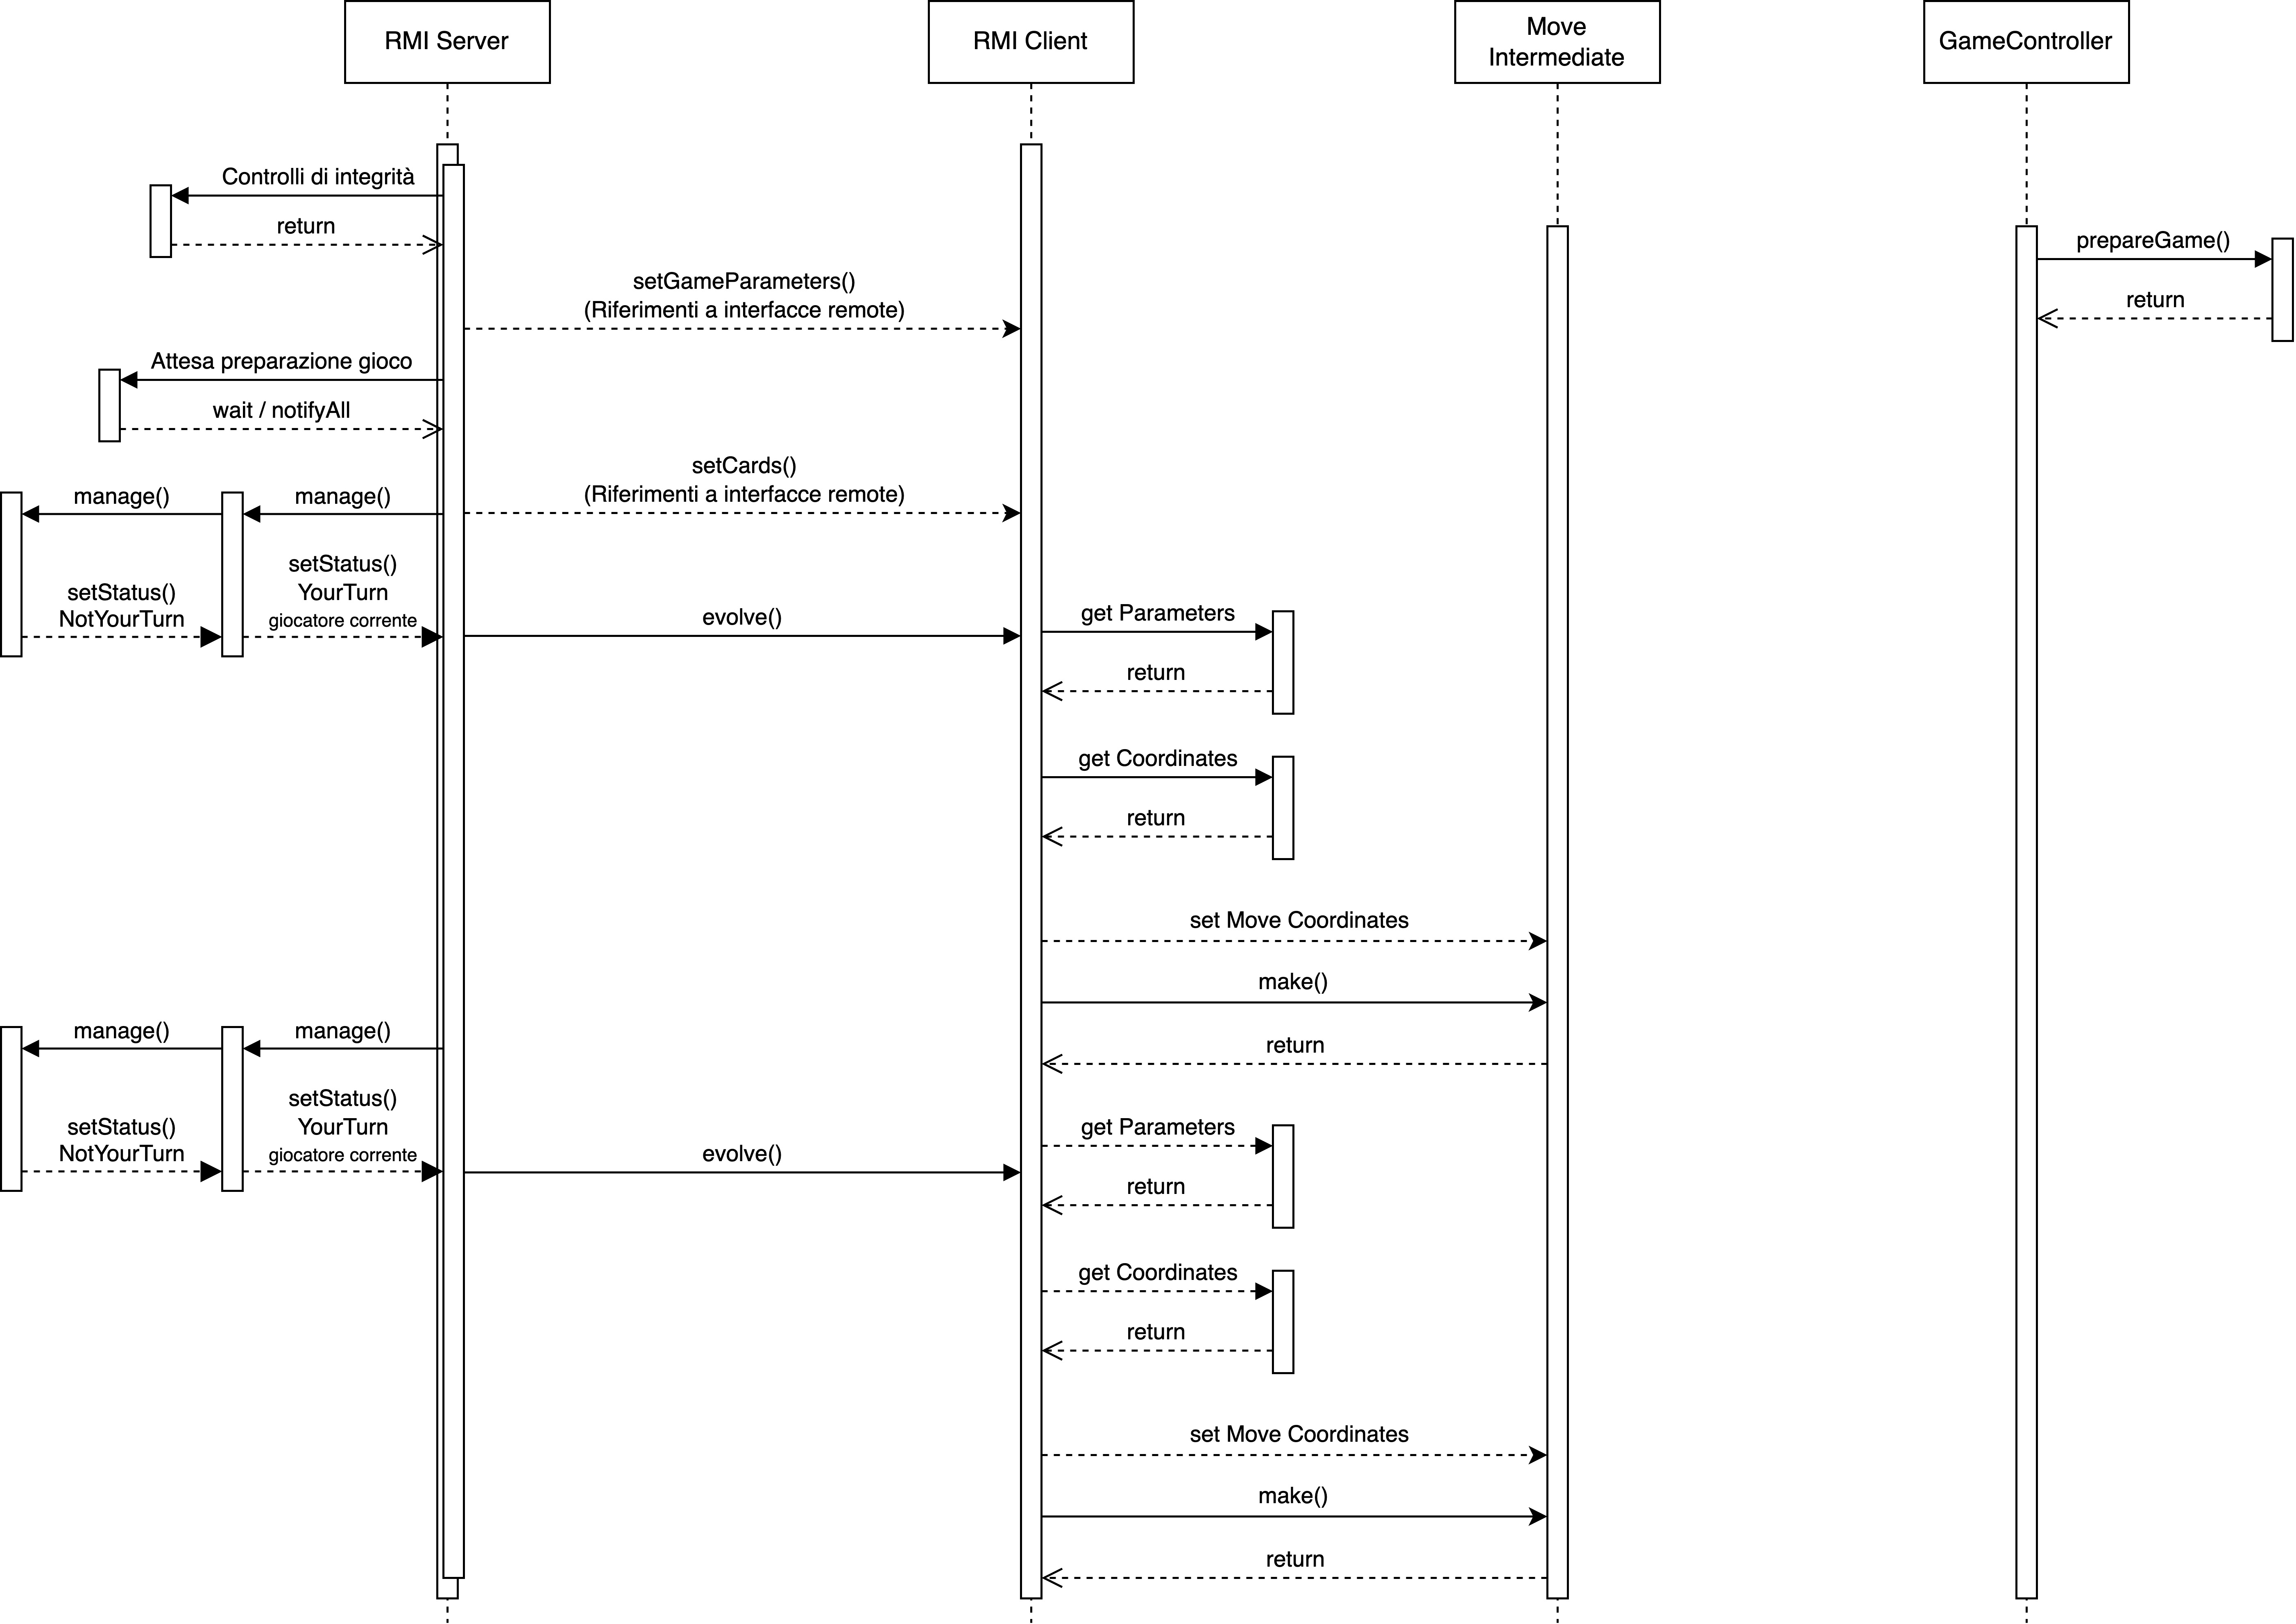 RMI Server
RMI Client
Move
Intermediate
GameController
Controlli di integrità
return
prepareGame()
return
setGameParameters()
(Riferimenti a interfacce remote)
Attesa preparazione gioco
wait / notifyAll
setCards()
(Riferimenti a interfacce remote)
manage()
manage()
setStatus()
NotYourTurn
setStatus()
YourTurn
giocatore corrente
evolve()
get Parameters
return
get Coordinates
return
set Move Coordinates
make()
return
manage()
manage()
setStatus()
NotYourTurn
setStatus()
YourTurn
giocatore corrente
evolve()
get Parameters
return
get Coordinates
return
set Move Coordinates
make()
return